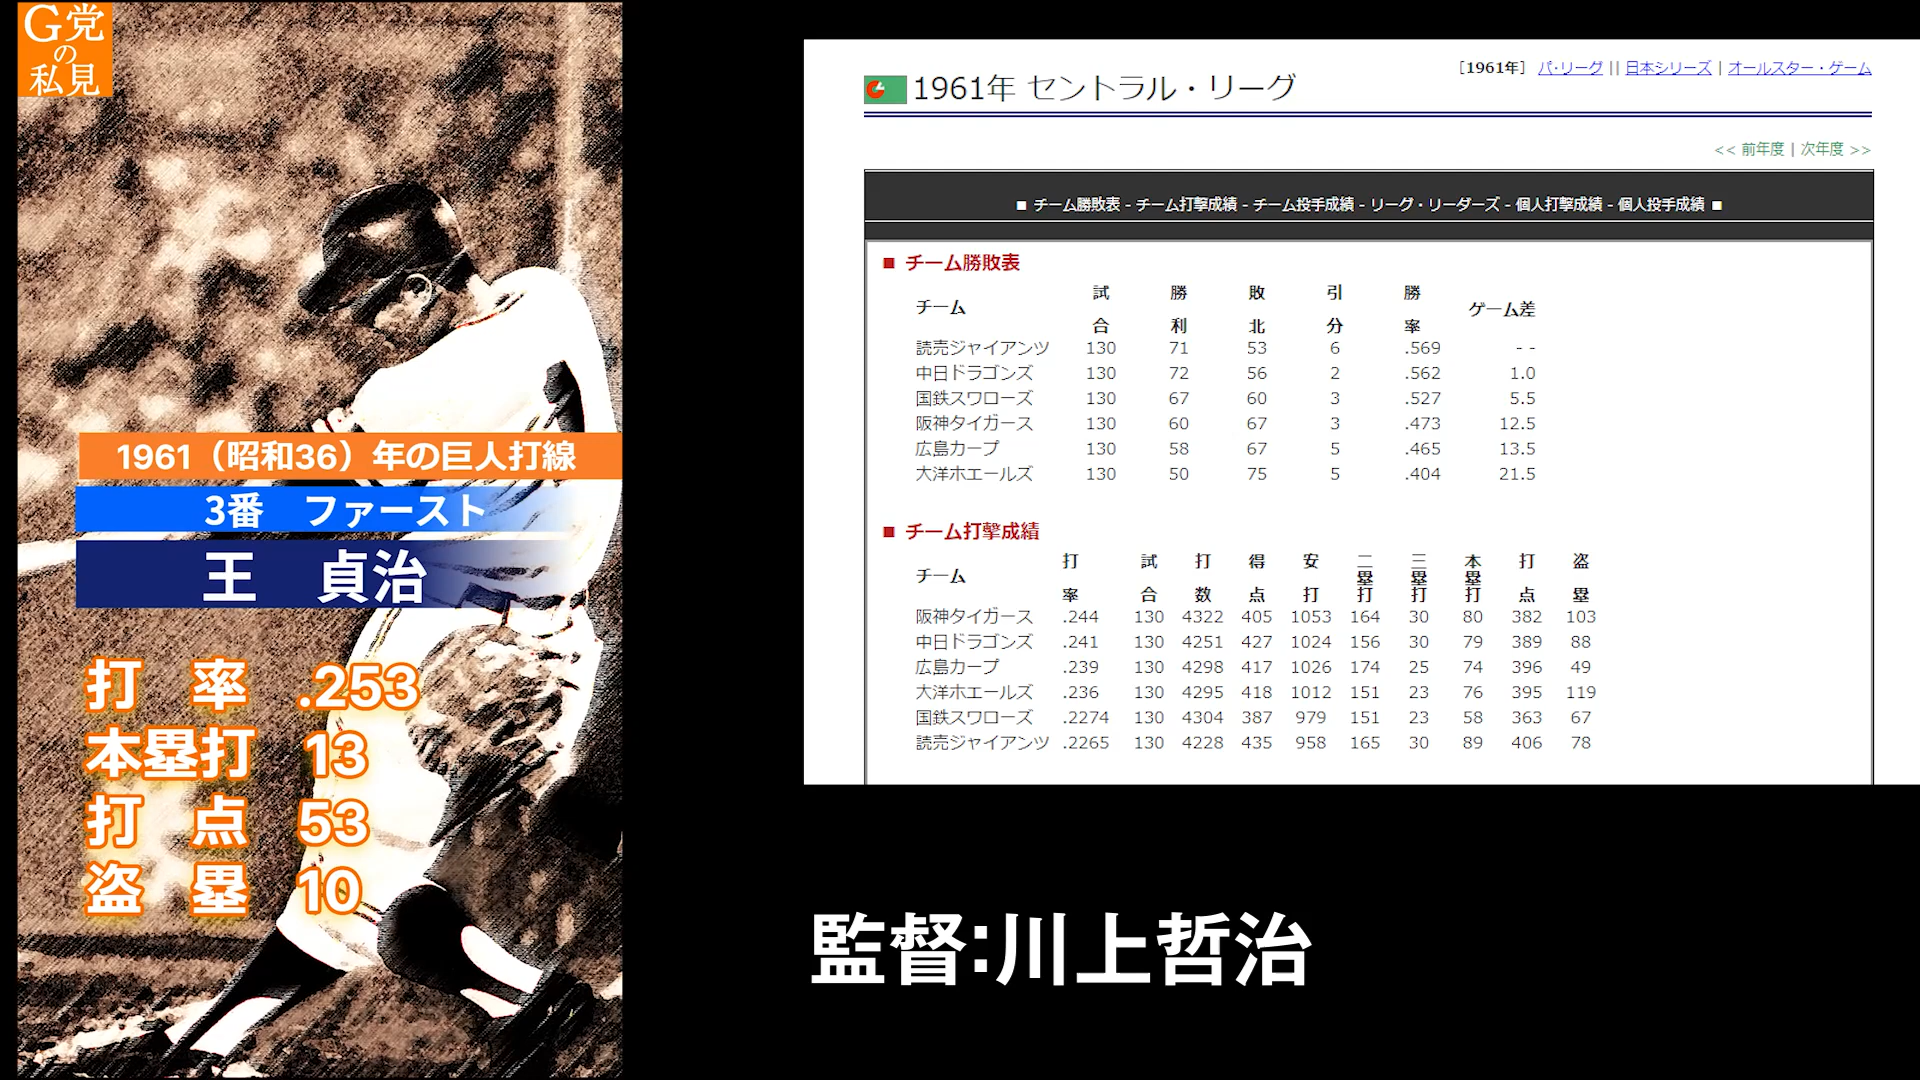 G党
の
私見
1961（昭和36）年の巨人打線
3番　ファースト
王　貞治
打　率　.253
本塁打　13
打　点　53
盗　塁　10
1961年 セントラル・リーグ
［1961年］ パ・リーグ || 日本シリーズ | オールスター・ゲーム
<< 前年度 | 次年度 >>
■ チーム勝敗表 - チーム打撃成績 - チーム投手成績 - リーグ・リーダーズ - 個人打撃成績 - 個人投手成績 ■
■ チーム勝敗表
チーム 試合 勝利 敗北 引分 勝率 ゲーム差
読売ジャイアンツ 130 71 53 6 .569 - -
中日ドラゴンズ 130 72 56 2 .562 1.0
国鉄スワローズ 130 67 60 3 .527 5.5
阪神タイガース 130 60 67 3 .473 12.5
広島カープ 130 58 67 5 .465 13.5
大洋ホエールズ 130 50 75 5 .404 21.5
■ チーム打撃成績
チーム 打率 試合 打数 得点 安打 二塁打 三塁打 本塁打 打点 盗塁
阪神タイガース .244 130 4322 405 1053 164 30 80 382 103
中日ドラゴンズ .241 130 4251 427 1024 156 30 79 389 88
広島カープ .239 130 4298 417 1026 174 25 74 396 49
大洋ホエールズ .236 130 4295 418 1012 151 23 76 395 119
国鉄スワローズ .2274 130 4304 387 979 151 23 58 363 67
読売ジャイアンツ .2265 130 4228 435 958 165 30 89 406 78
監督:川上哲治